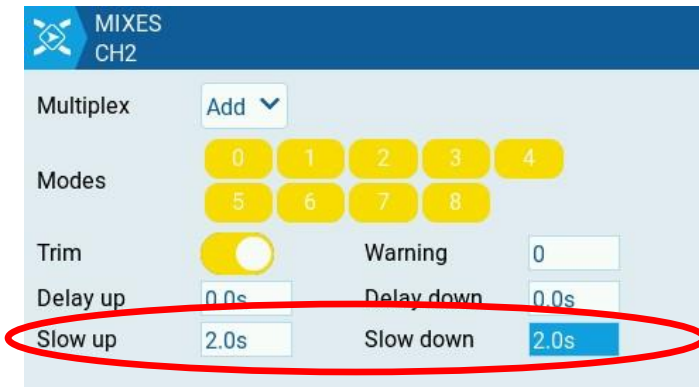 MIXES
CH2
Multiplex Add
Modes 0 1 2 3 4
5 6 7 8
Trim Warning 0
Delay up 0.0s Delay down 0.0s
Slow up 2.0s Slow down 2.0s